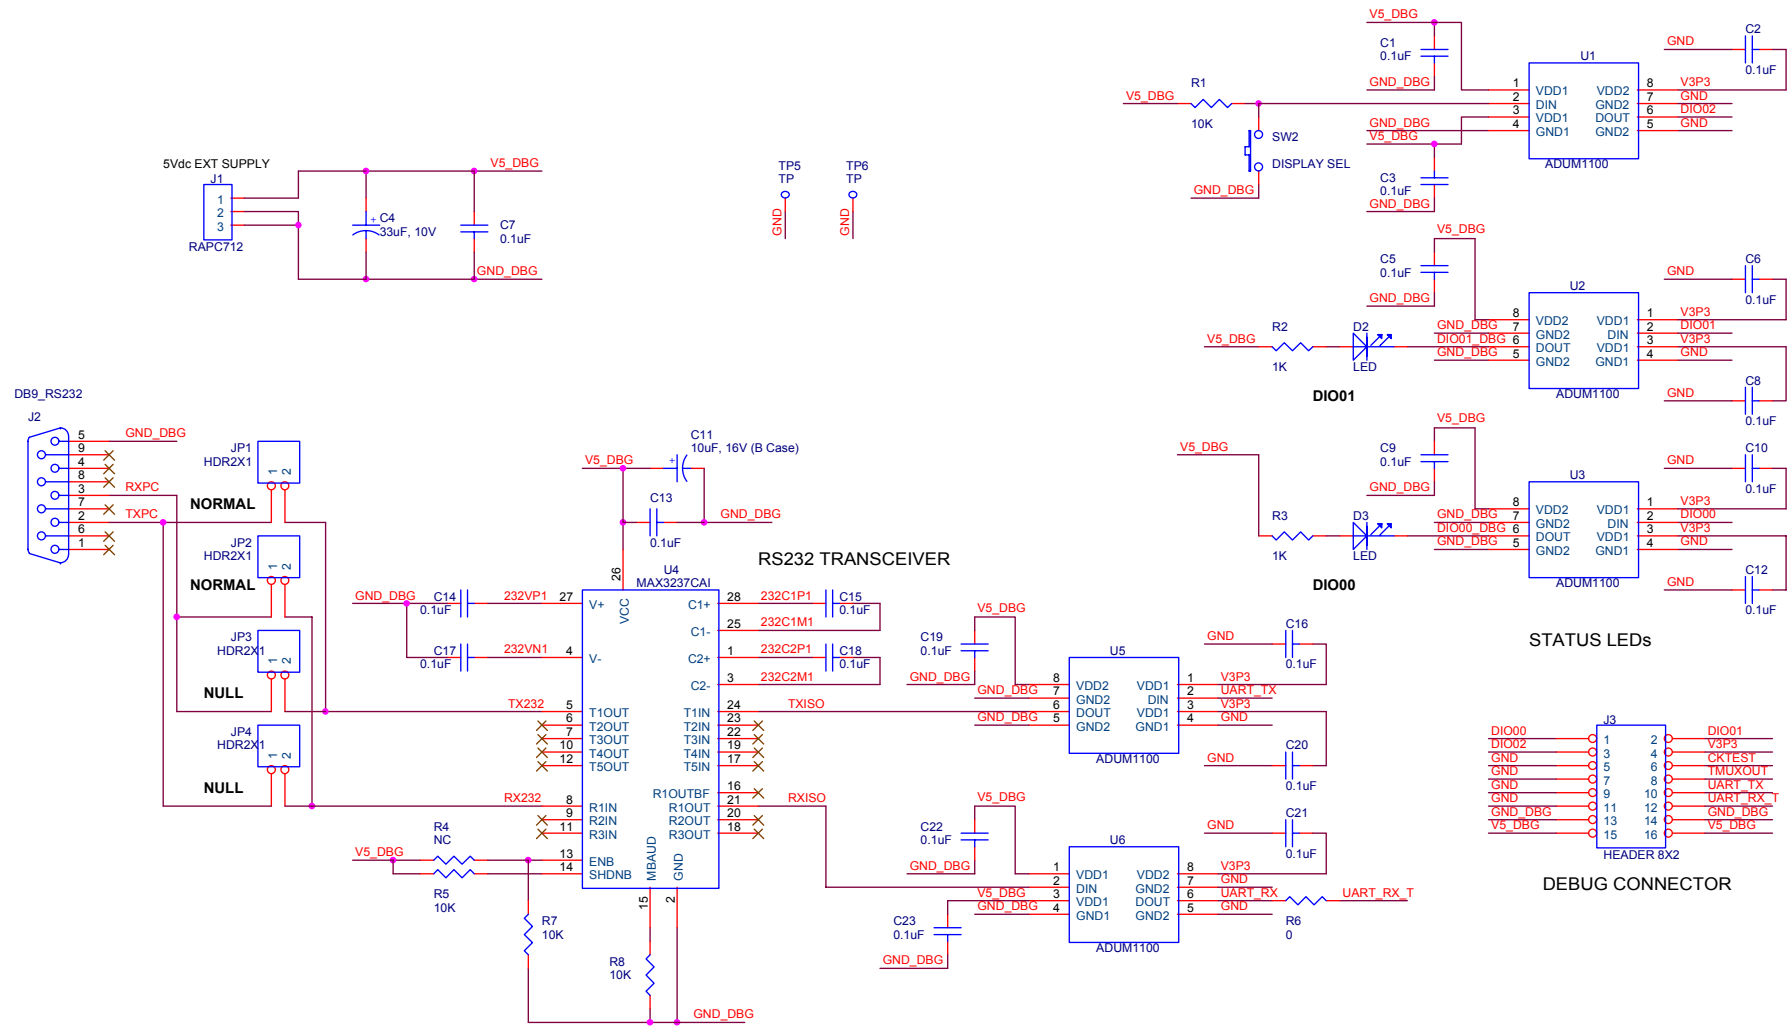 5Vdc EXT SUPPLY
J1
1
2
3
RAPC712
V5_DBG
+
C4
33uF, 10V
C7
0.1uF
GND_DBG
TP5
TP
GND
TP6
TP
GND
V5_DBG
C1
0.1uF
GND_DBG
V5_DBG
R1
10K
SW2
DISPLAY SEL
GND_DBG
GND_DBG
V5_DBG
C3
0.1uF
GND_DBG
U1
1 VDD1 VDD2 8 V3P3
2 DIN GND2 7 GND
3 VDD1 DOUT 6 DIO02
4 GND1 GND2 5 GND
ADUM1100
GND
C2
0.1uF
V5_DBG
C5
0.1uF
GND_DBG
V5_DBG
R2
1K
D2
LED
DIO01
U2
GND_DBG
DIO01_DBG
GND_DBG
8 VDD2 VDD1 1 V3P3
7 GND2 DIN 2 DIO01
6 DOUT VDD1 3 V3P3
5 GND2 GND1 4 GND
ADUM1100
GND
C6
0.1uF
GND
C8
0.1uF
V5_DBG
V5_DBG
C9
0.1uF
GND_DBG
R3
1K
D3
LED
DIO00
U3
GND_DBG
DIO00_DBG
GND_DBG
8 VDD2 VDD1 1 V3P3
7 GND2 DIN 2 DIO00
6 DOUT VDD1 3 V3P3
5 GND2 GND1 4 GND
ADUM1100
GND
C10
0.1uF
GND
C12
0.1uF
STATUS LEDs
DB9_RS232
J2
5 GND_DBG
9
4
8
3 RXPC
7
2 TXPC
6
1
JP1
HDR2X1
1 2
NORMAL
JP2
HDR2X1
1 2
NORMAL
JP3
HDR2X1
1 2
NULL
JP4
HDR2X1
1 2
NULL
V5_DBG
+
C11
10uF, 16V (B Case)
C13
0.1uF
GND_DBG
RS232 TRANSCEIVER
U4
MAX3237CAI
26
VCC
GND_DBG
C14
0.1uF
232VP1
27 V+
C17
0.1uF
232VN1
4 V-
C1+ 28 232C1P1
C15
0.1uF
C1- 25 232C1M1
C2+ 1 232C2P1
C18
0.1uF
C2- 3 232C2M1
TX232 5 T1OUT T1IN 24 TXISO
6 T2OUT T2IN 23
7 T3OUT T3IN 22
10 T4OUT T4IN 19
12 T5OUT T5IN 17
R1OUTBF 16
RX232 8 R1IN R1OUT 21 RXISO
9 R2IN R2OUT 20
11 R3IN R3OUT 18
R4
NC
V5_DBG
13 ENB
14 SHDNB
MBAUD
GND
15
2
R5
10K
R7
10K
R8
10K
GND_DBG
V5_DBG
C19
0.1uF
GND_DBG
GND_DBG
GND_DBG
U5
8 VDD2 VDD1 1 V3P3
7 GND2 DIN 2 UART_TX
6 DOUT VDD1 3 V3P3
5 GND2 GND1 4 GND
ADUM1100
GND
C16
0.1uF
GND
C20
0.1uF
V5_DBG
C22
0.1uF
GND_DBG
V5_DBG
GND_DBG
C23
0.1uF
GND_DBG
U6
1 VDD1 VDD2 8 V3P3
2 DIN GND2 7 GND
3 VDD1 DOUT 6 UART_RX
4 GND1 GND2 5 GND
ADUM1100
GND
C21
0.1uF
R6
0
UART_RX_T
J3
DIO00 1 2 DIO01
DIO02 3 4 V3P3
GND 5 6 CKTEST
GND 7 8 TMUXOUT
GND 9 10 UART_TX
GND 11 12 UART_RX_T
GND_DBG 13 14 GND_DBG
V5_DBG 15 16 V5_DBG
HEADER 8X2
DEBUG CONNECTOR